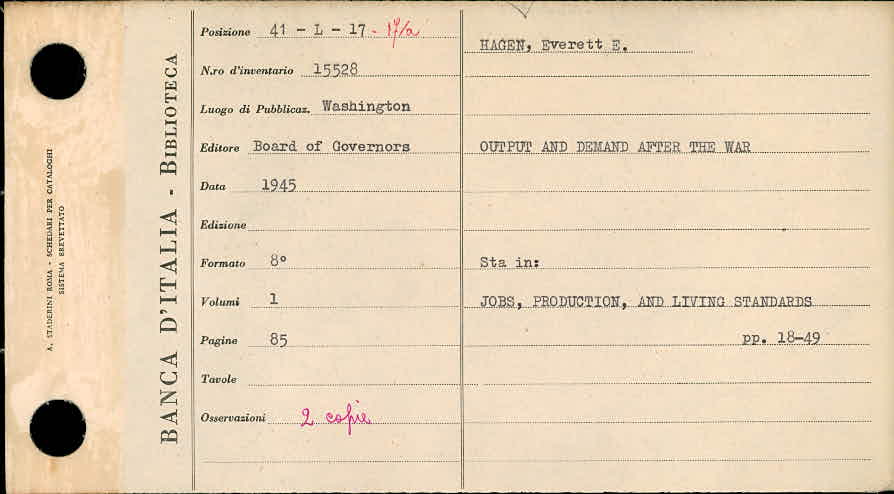 A. STADERINI ROMA - SCHEDARI PER CATALOGHI
SISTEMA BREVETTATO
BANCA D'ITALIA - BIBLIOTECA
Posizione 41 - L - 17 - 17/a
N.ro d'inventario 15528
Luogo di Pubblicaz. Washington
Editore Board of Governors
Data 1945
Edizione
Formato 8°
Volumi 1
Pagine 85
Tavole
Osservazioni 2 copie
HAGEN, Everett E.
OUTPUT AND DEMAND AFTER THE WAR
Sta in:
JOBS, PRODUCTION, AND LIVING STANDARDS
pp. 18-49